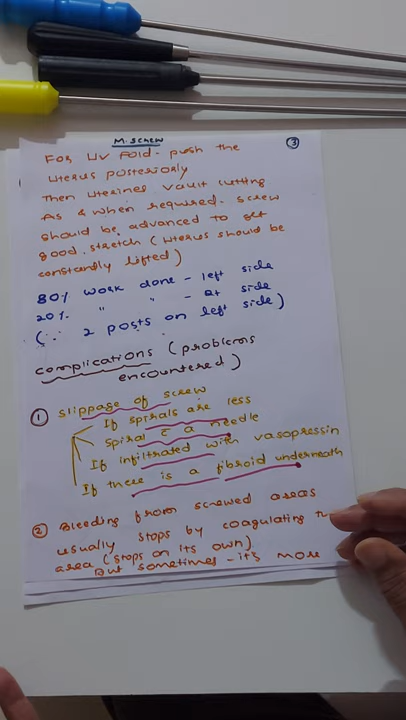 M. SCREW
③
For UV Fold - push the
Uterus posteriorly
Then Uterines vault cutting
As & when required - screw
should be advanced to get
good stretch (Uterus should be
constantly lifted)
80% work done - left side
20% " " - Rt side
(∵ 2 posts on left side)
complications (problems
encountered)
① Slippage of screw
If spirals are less
Spiral c̄ a needle
If infiltrated with vasopressin
If there is a fibroid underneath
② Bleeding from screwed areas
usually stops by coagulating
area (stops on its own)
But sometimes - it's more